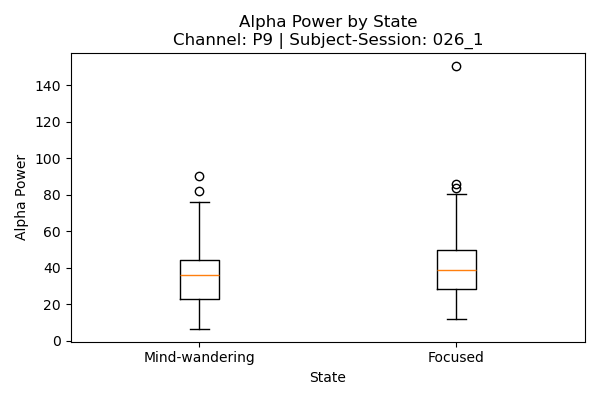 Alpha Power by State
Channel: P9 | Subject-Session: 026_1
Alpha Power
140
120
100
80
60
40
20
0
Mind-wandering
Focused
State